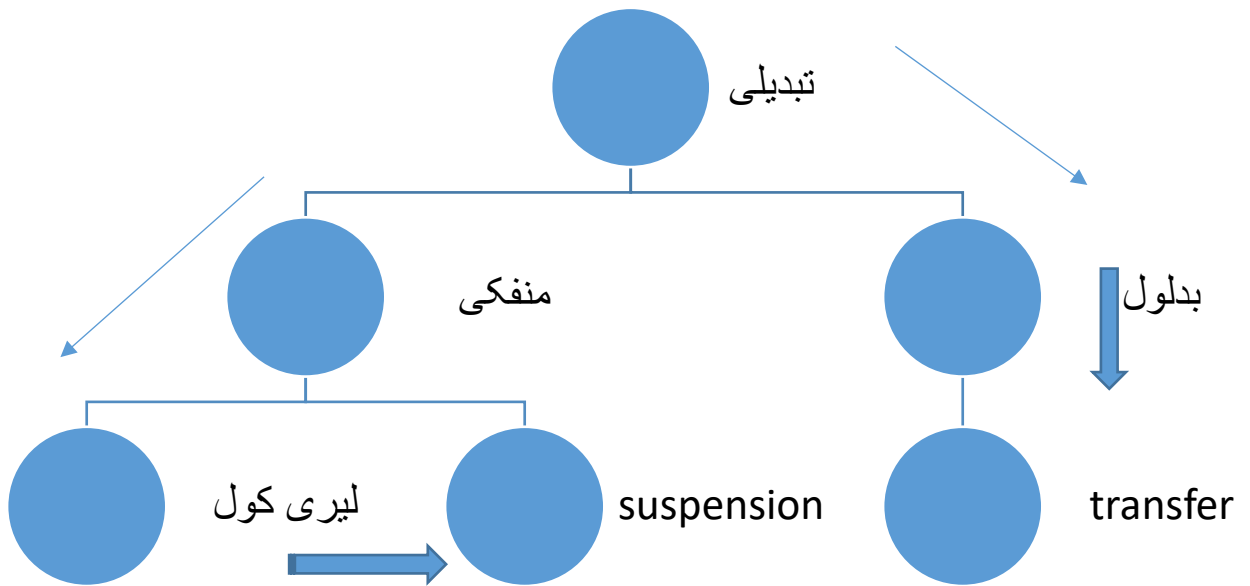 تبدیلی
منفکی
بدلول
لیری کول
suspension
transfer